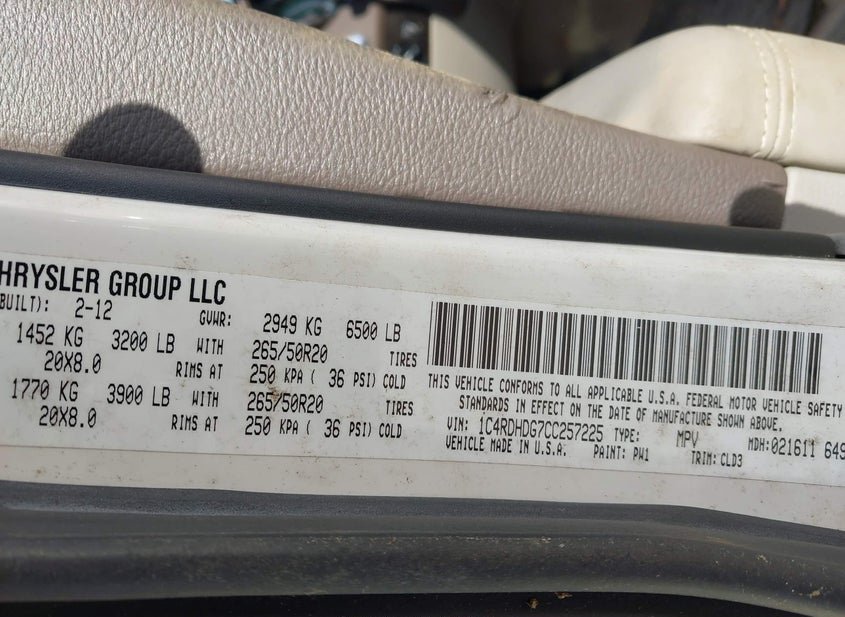 HRYSLER GROUP LLC
BUILT): 2-12 GVWR: 2949 KG 6500 LB
1452 KG 3200 LB WITH 265/50R20 TIRES
20X8.0 RIMS AT 250 KPA ( 36 PSI) COLD
1770 KG 3900 LB WITH 265/50R20 TIRES
20X8.0 RIMS AT 250 KPA ( 36 PSI) COLD
THIS VEHICLE CONFORMS TO ALL APPLICABLE U.S.A. FEDERAL MOTOR VEHICLE SAFETY
STANDARDS IN EFFECT ON THE DATE OF MANUFACTURE SHOWN ABOVE.
VIN: 1C4RDHDG7CC257225 TYPE: MPV MDH:021611 649
VEHICLE MADE IN U.S.A. PAINT: PW1 TRIM: CLD3